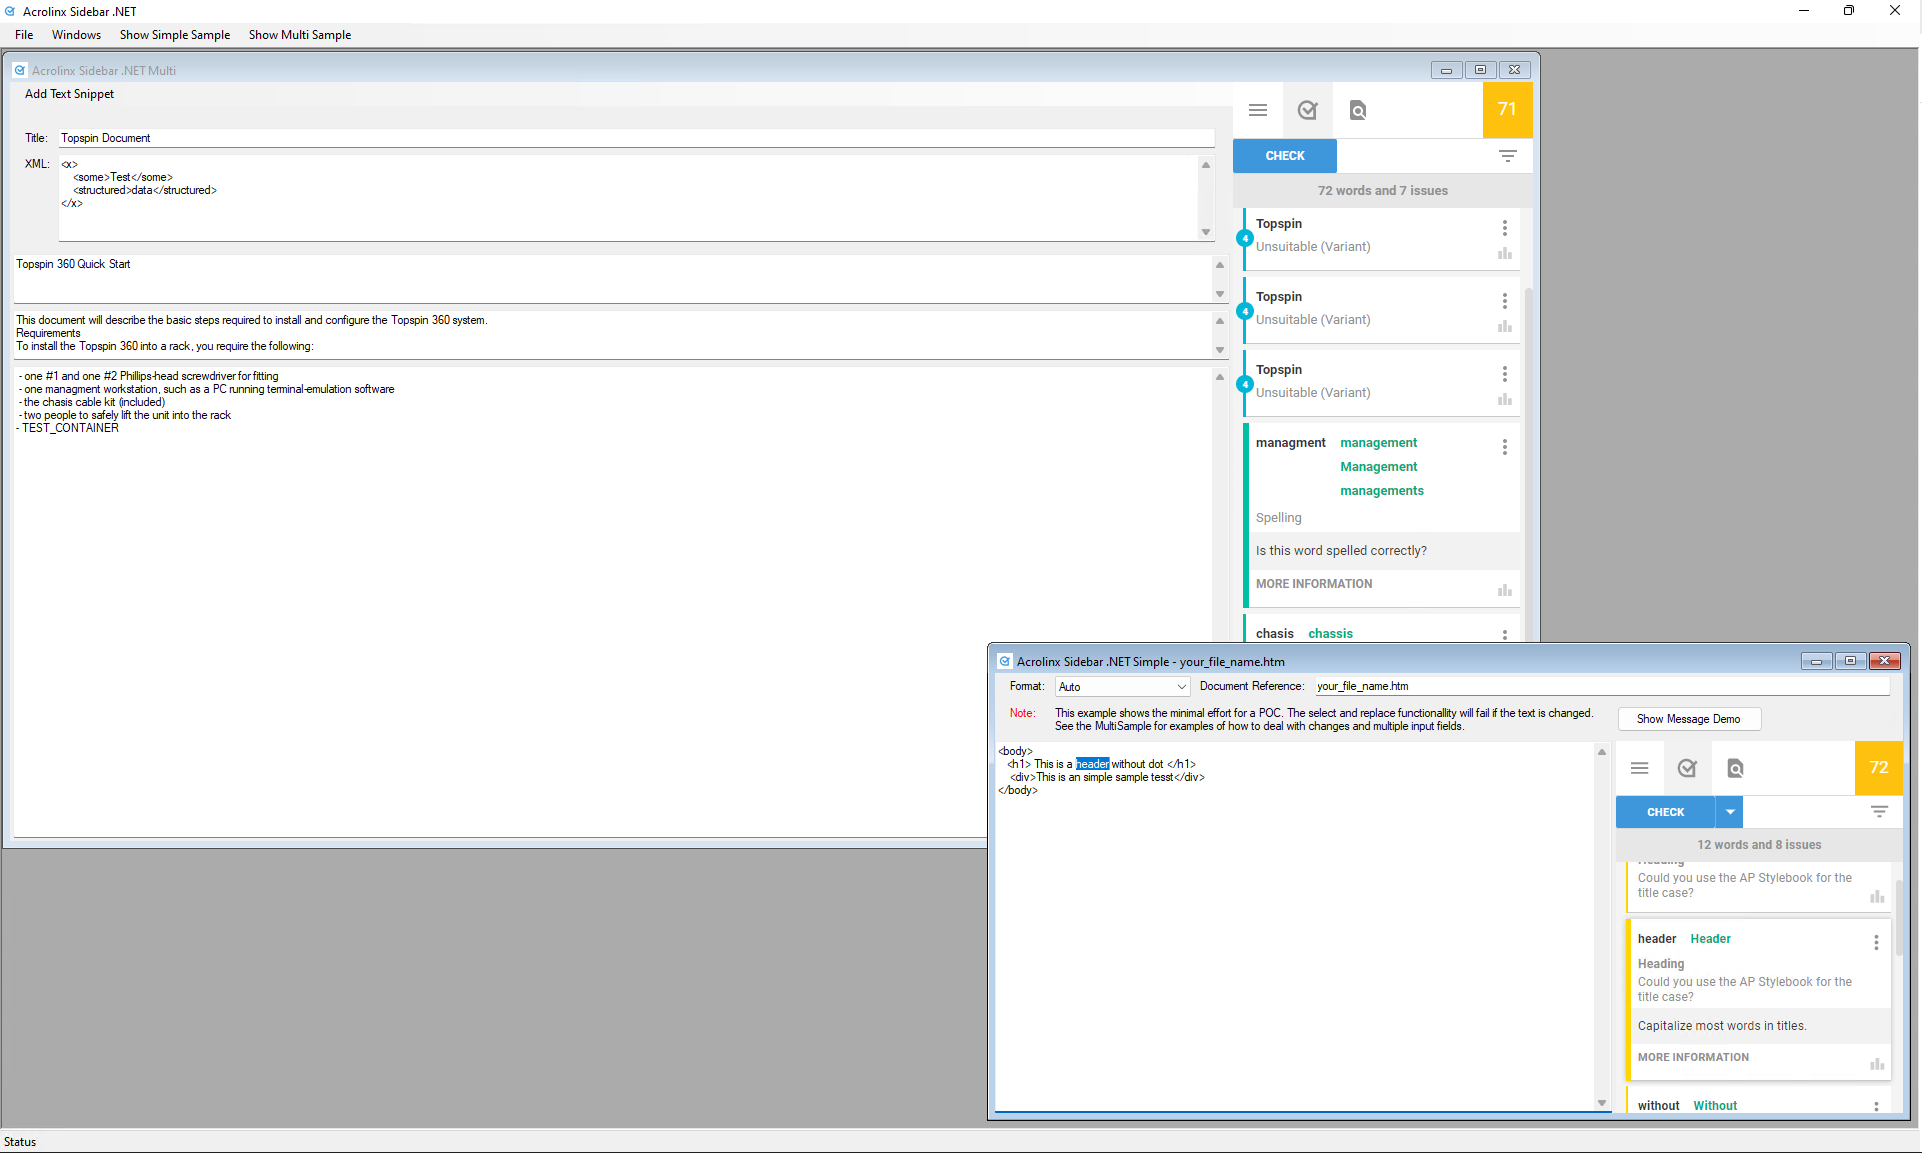 Acrolinx Sidebar .NET
File Windows Show Simple Sample Show Multi Sample
Acrolinx Sidebar .NET Multi
Add Text Snippet
Title: Topspin Document
XML: <x>
<some>Test</some>
<structured>data</structured>
</x>
Topspin 360 Quick Start
This document will describe the basic steps required to install and configure the Topspin 360 system.
Requirements
To install the Topspin 360 into a rack, you require the following:
- one #1 and one #2 Phillips-head screwdriver for fitting
- one managment workstation, such as a PC running terminal-emulation software
- the chasis cable kit (included)
- two people to safely lift the unit into the rack
- TEST_CONTAINER
71
CHECK
72 words and 7 issues
Topspin
4
Unsuitable (Variant)
Topspin
4
Unsuitable (Variant)
Topspin
4
Unsuitable (Variant)
managment management
Management
managements
Spelling
Is this word spelled correctly?
MORE INFORMATION
chasis chassis
Acrolinx Sidebar .NET Simple - your_file_name.htm
Format: Auto Document Reference: your_file_name.htm
Note: This example shows the minimal effort for a POC. The select and replace functionallity will fail if the text is changed.
See the MultiSample for examples of how to deal with changes and multiple input fields.
Show Message Demo
<body>
<h1> This is a header without dot </h1>
<div>This is an simple sample tesst</div>
</body>
72
CHECK
12 words and 8 issues
Heading
Could you use the AP Stylebook for the
title case?
header Header
Heading
Could you use the AP Stylebook for the
title case?
Capitalize most words in titles.
MORE INFORMATION
without Without
Status